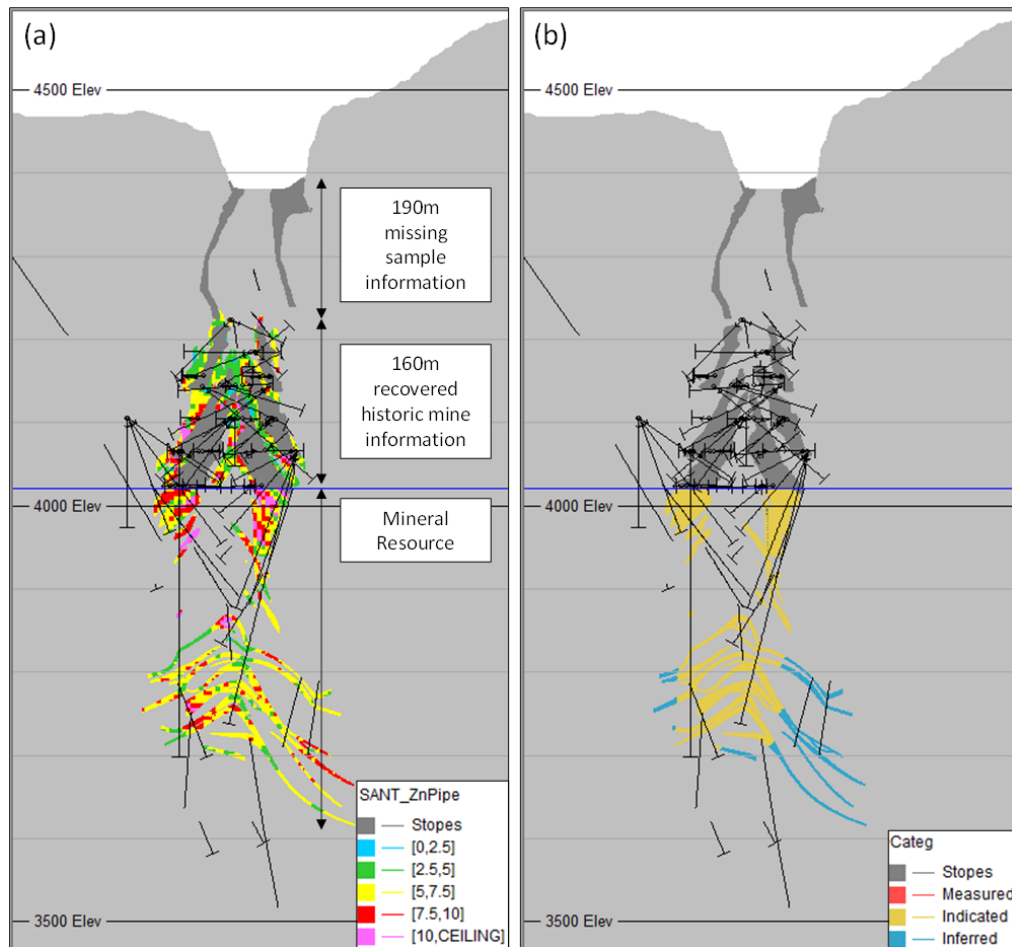 (a)
4500 Elev
190m
missing
sample
information
160m
recovered
historic mine
information
4000 Elev
Mineral
Resource
SANT_ZnPipe
Stopes
[0,2.5]
[2.5,5]
[5,7.5]
[7.5,10]
[10,CEILING]
3500 Elev
(b)
4500 Elev
4000 Elev
Categ
Stopes
Measured
Indicated
Inferred
3500 Elev